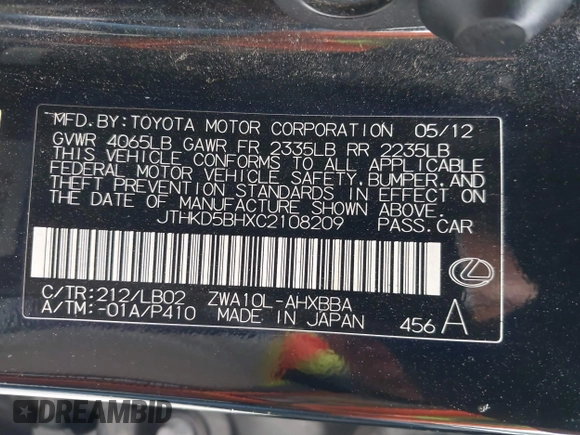 MFD.BY:TOYOTA MOTOR CORPORATION 05/12
GVWR 4065LB GAWR FR 2335LB RR 2235LB
THIS VEHICLE CONFORMS TO ALL APPLICABLE
FEDERAL MOTOR VEHICLE SAFETY,BUMPER,AND
THEFT PREVENTION STANDARDS IN EFFECT ON
THE DATE OF MANUFACTURE SHOWN ABOVE.
JTHKD5BHXC2108209 PASS.CAR
C/TR:212/LB02 ZWA10L-AHXBBA
A/TM:-01A/P410 MADE IN JAPAN 456 A
DREAMBID